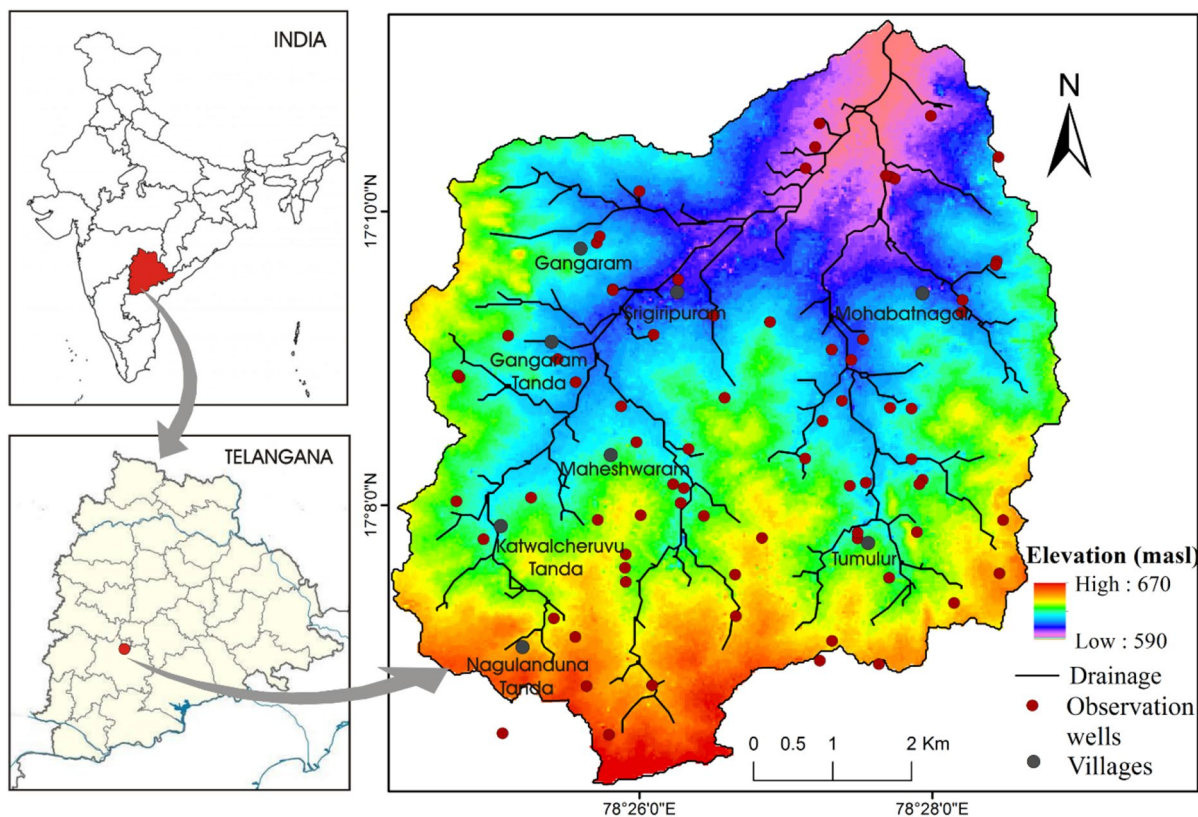 INDIA
TELANGANA
N
17°10'0"N
17°8'0"N
Gangaram
Srigiripuram
Mohabatnagar
Gangaram
Tanda
Maheshwaram
Katwalcheruvu
Tanda
Tumulur
Nagulanduna
Tanda
Elevation (masl)
High : 670
Low : 590
Drainage
Observation
wells
Villages
0 0.5 1 2 Km
78°26'0"E
78°28'0"E